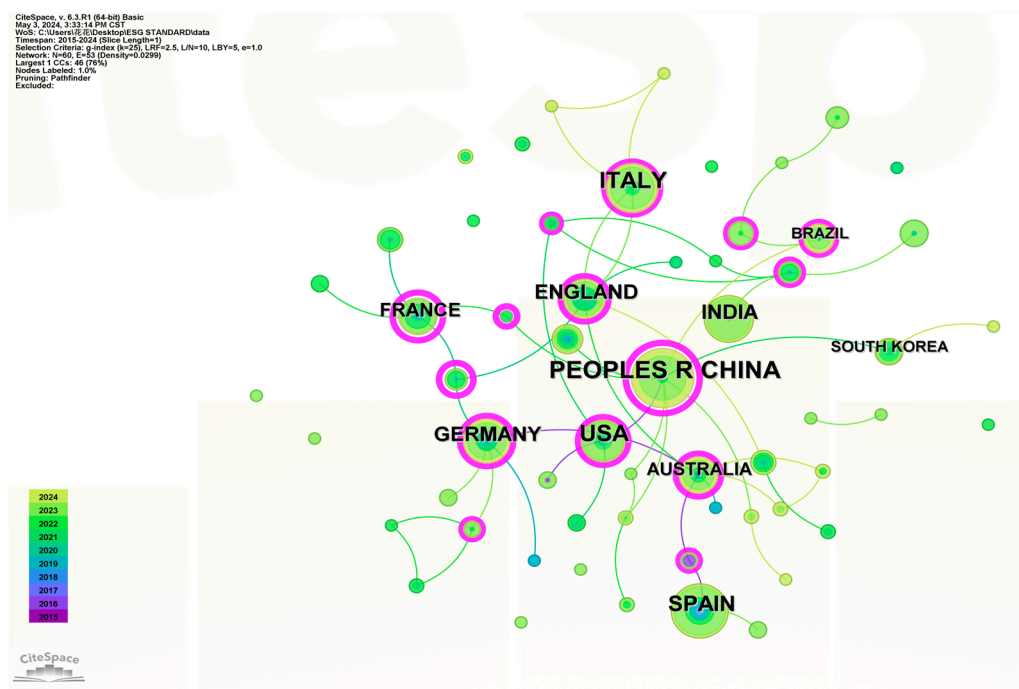 CiteSpace, v. 6.3.R1 (64-bit) Basic
May 3, 2024, 3:33:14 PM CST
WoS: C:\Users\花花\Desktop\ESG STANDARD\data
Timespan: 2015-2024 (Slice Length=1)
Selection Criteria: g-index (k=25), LRF=2.5, L/N=10, LBY=5, e=1.0
Network: N=60, E=53 (Density=0.0299)
Largest 1 CCs: 46 (76%)
Nodes Labeled: 1.0%
Pruning: Pathfinder
Excluded:
ITALY
BRAZIL
ENGLAND
FRANCE
INDIA
SOUTH KOREA
PEOPLES R CHINA
GERMANY
USA
AUSTRALIA
SPAIN
2024
2023
2022
2021
2020
2019
2018
2017
2016
2015
CiteSpace